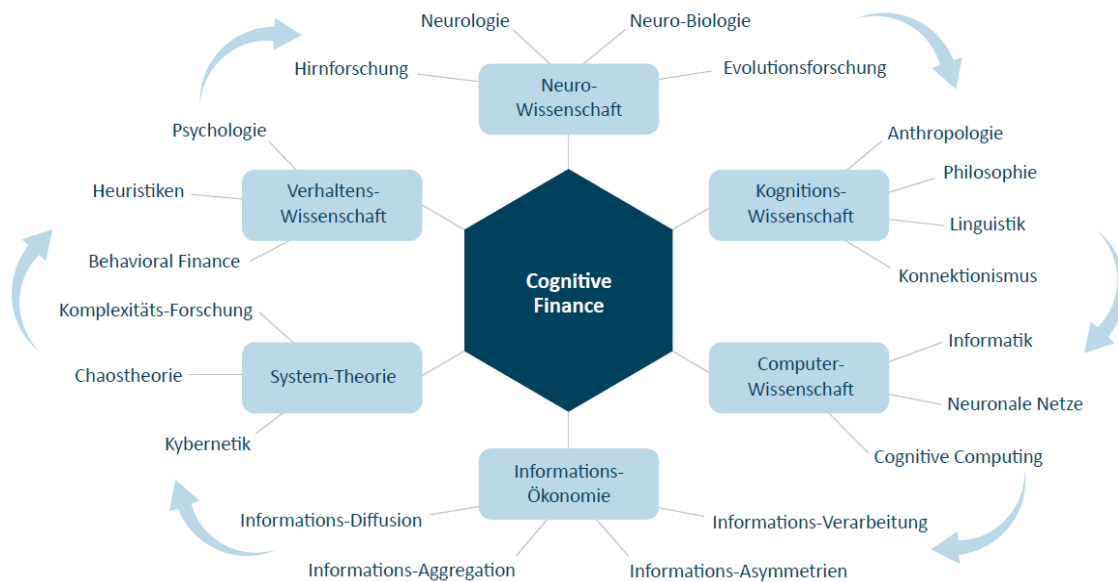 Neurologie
Neuro-Biologie
Hirnforschung
Evolutionsforschung
Neuro-
Wissenschaft
Psychologie
Heuristiken
Behavioral Finance
Verhaltens-
Wissenschaft
Anthropologie
Philosophie
Linguistik
Konnektionismus
Kognitions-
Wissenschaft
Cognitive
Finance
Komplexitäts-Forschung
Chaostheorie
Kybernetik
System-Theorie
Informatik
Neuronale Netze
Cognitive Computing
Computer-
Wissenschaft
Informations-
Ökonomie
Informations-Diffusion
Informations-Verarbeitung
Informations-Aggregation
Informations-Asymmetrien